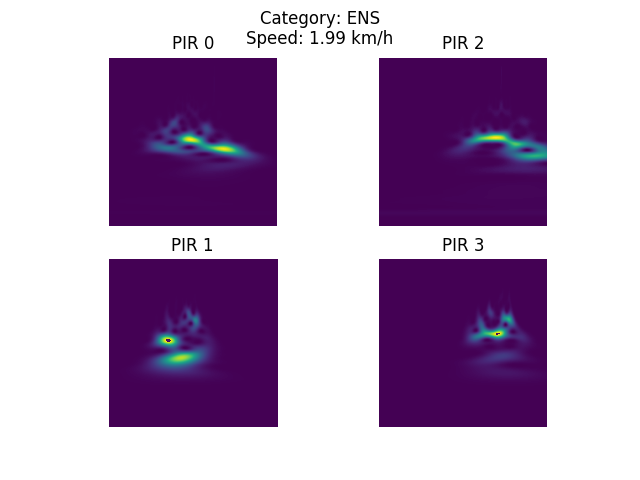 Category: ENS
Speed: 1.99 km/h
PIR 0
PIR 2
PIR 1
PIR 3